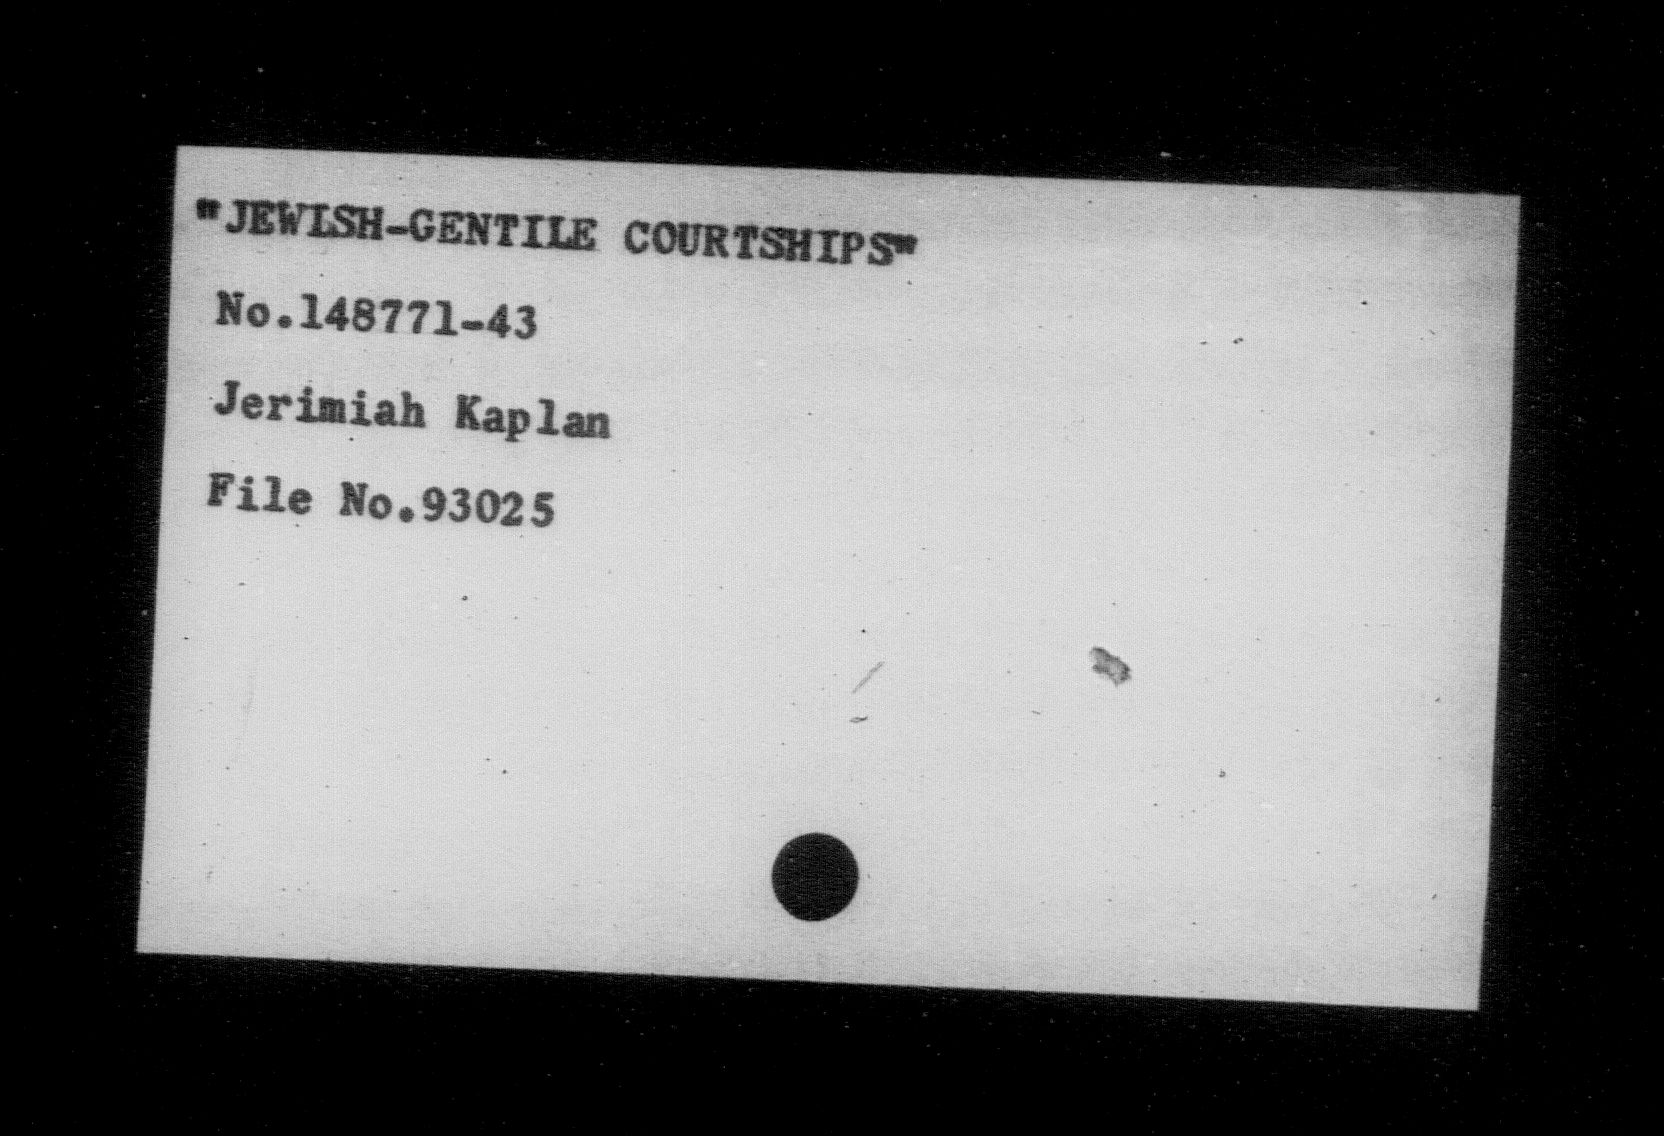 "JEWISH-GENTILE COURTSHIPS"
No.148771-43
Jerimiah Kaplan
File No.93025